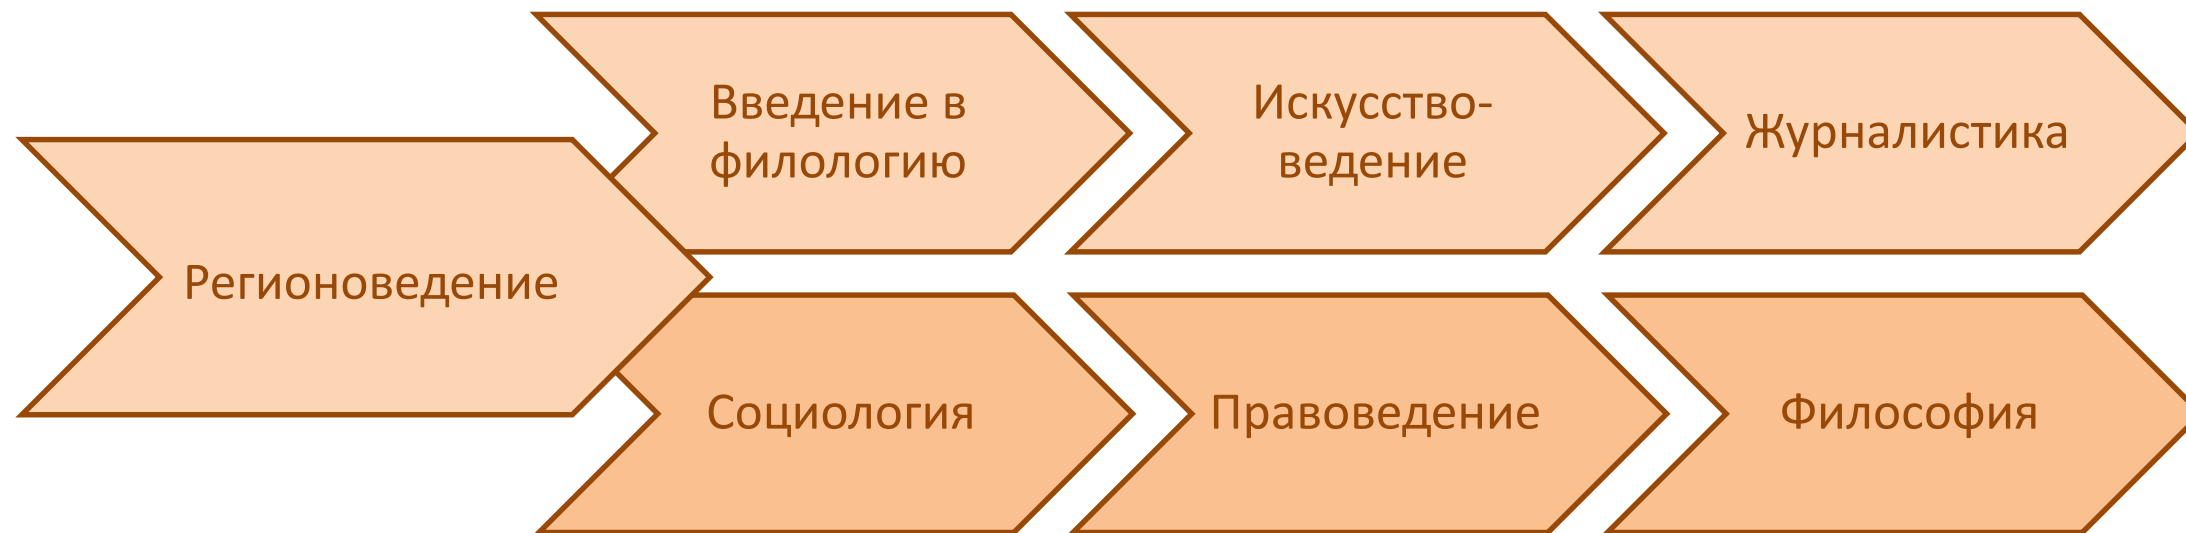 Регионоведение
Введение в
филологию
Искусство-
ведение
Журналистика
Социология
Правоведение
Философия